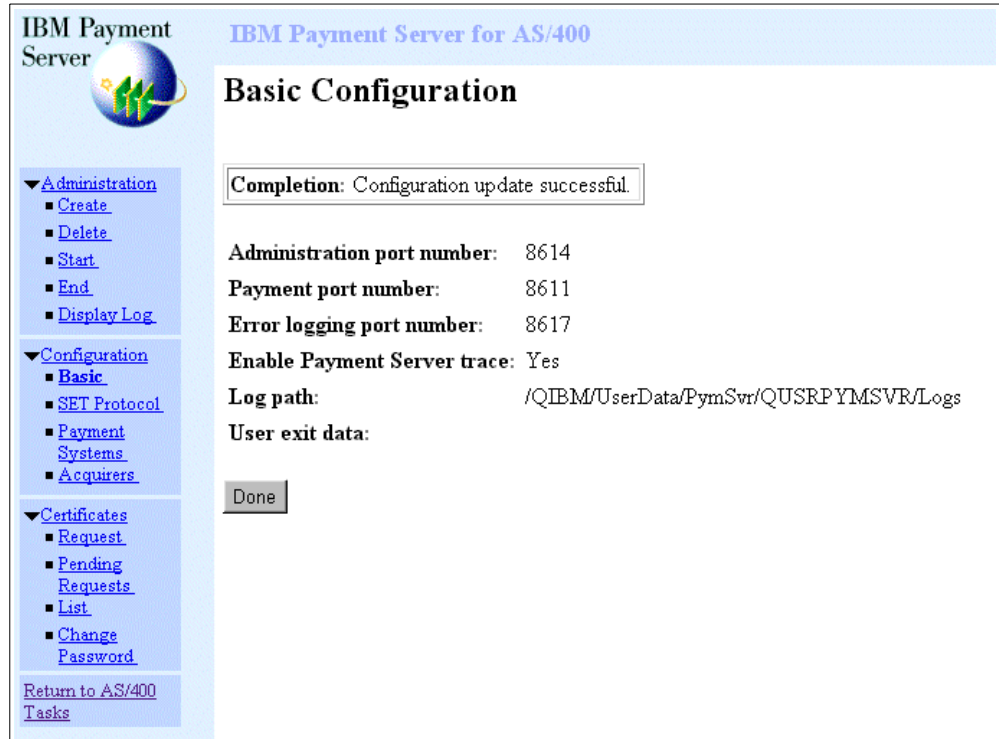 IBM Payment
Server
IBM Payment Server for AS/400
Basic Configuration
Completion: Configuration update successful.
Administration port number: 8614
Payment port number: 8611
Error logging port number: 8617
Enable Payment Server trace: Yes
Log path: /QIBM/UserData/PymSvr/QUSRPYMSVR/Logs
User exit data:
Done
Administration
Create
Delete
Start
End
Display Log
Configuration
Basic
SET Protocol
Payment
Systems
Acquirers
Certificates
Request
Pending
Requests
List
Change
Password
Return to AS/400
Tasks